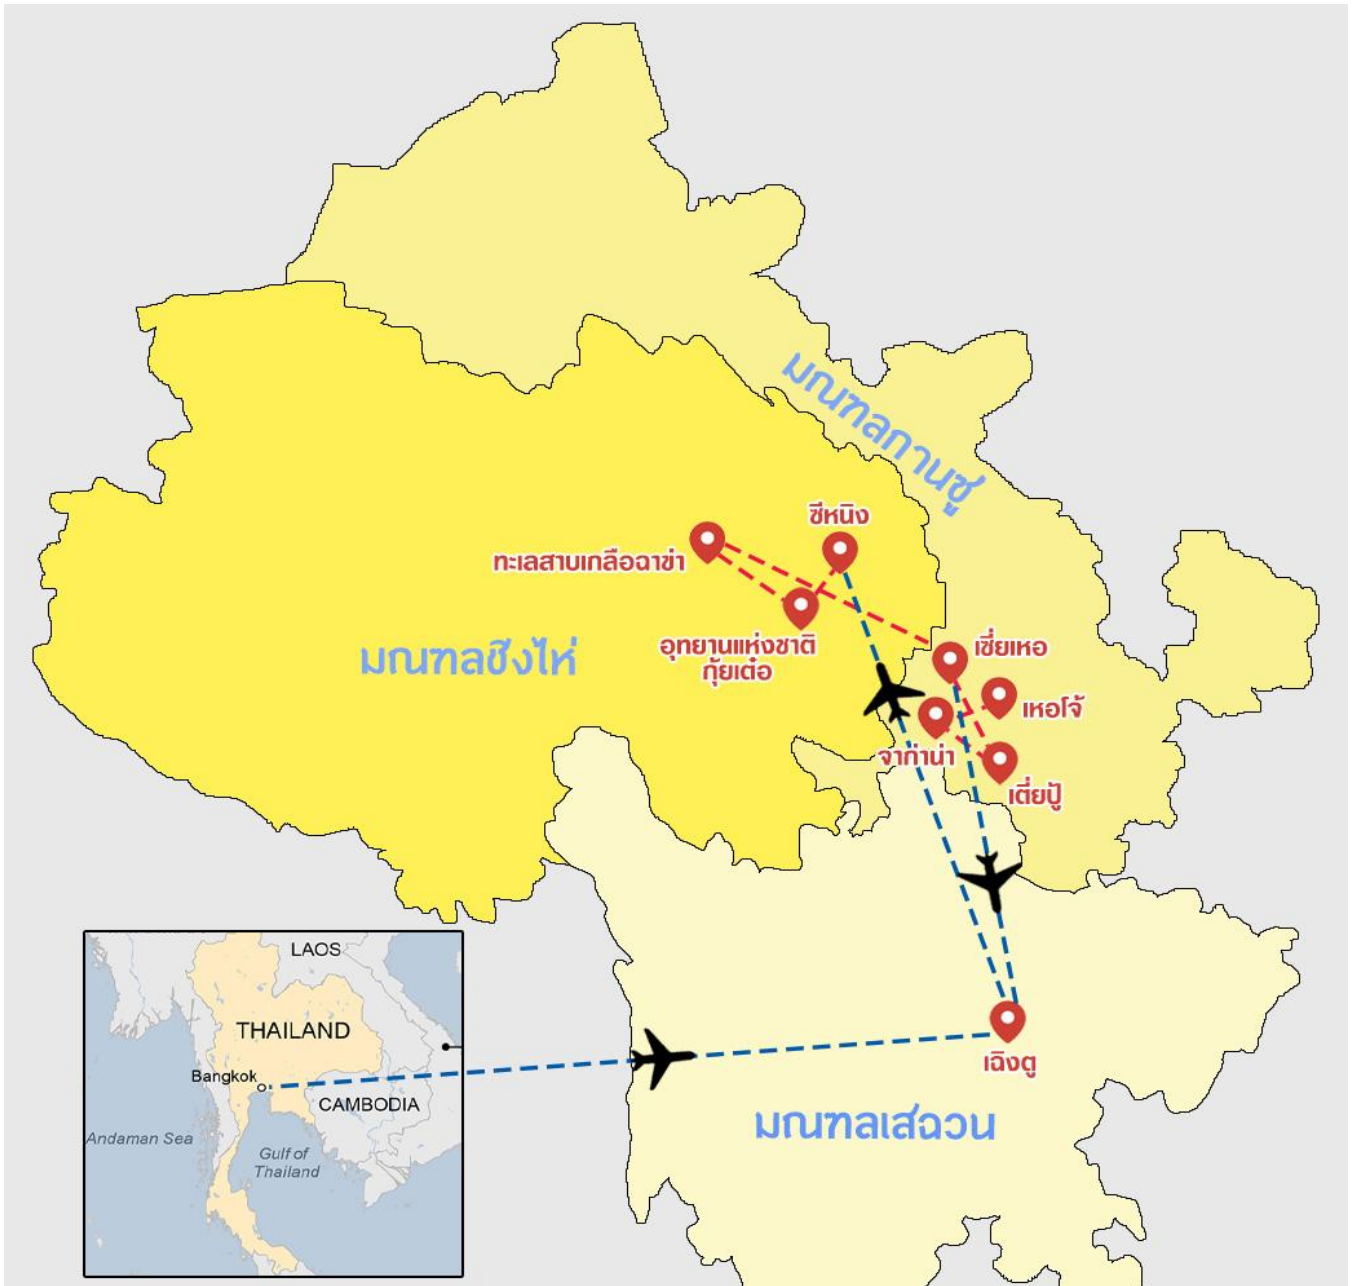 มณฑลกานซู
ซีหนิง
ทะเลสาบเกลือฉาข่า
อุทยานแห่งชาติ
กุ้ยเต๋อ
มณฑลชิงไห่
เซี่ยเหอ
เหอโจ้
จาก่าน่า
เตี่ยปู้
LAOS
THAILAND
Bangkok
CAMBODIA
Andaman Sea
Gulf of
Thailand
เฉิงตู
มณฑลเสฉวน